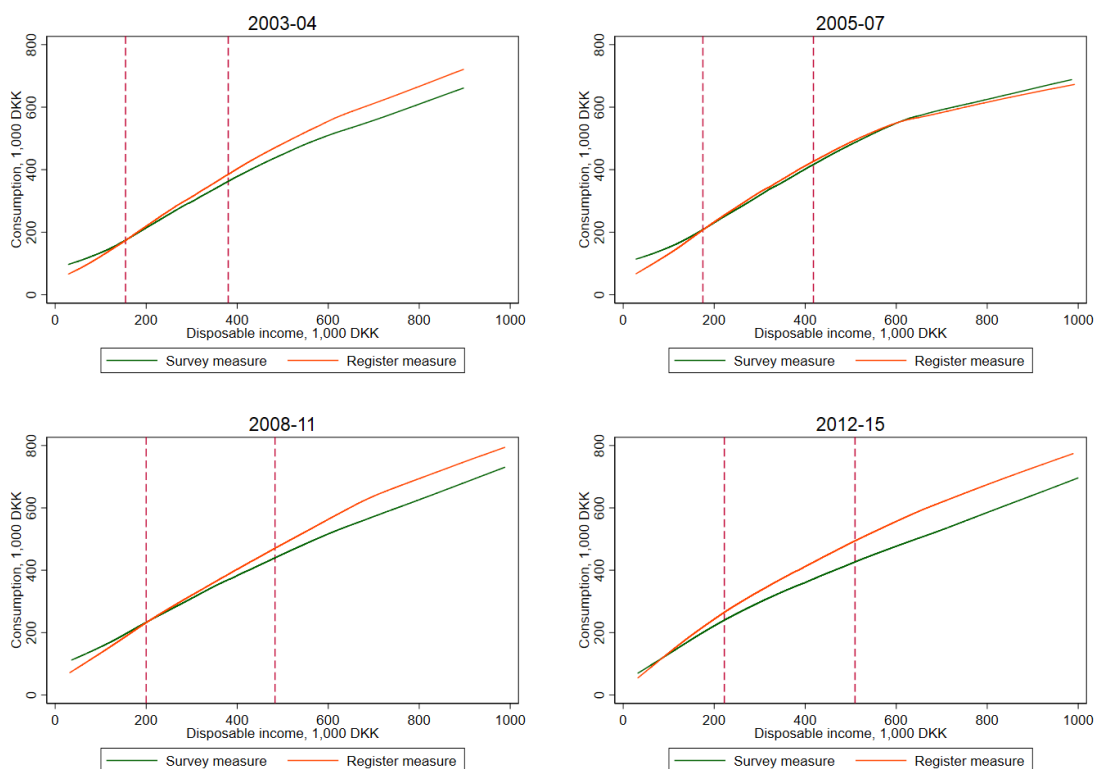 2003-04
Consumption, 1,000 DKK
800
600
400
200
0
0 200 400 600 800 1000
Disposable income, 1,000 DKK
Survey measure Register measure
2005-07
Consumption, 1,000 DKK
800
600
400
200
0
0 200 400 600 800 1000
Disposable income, 1,000 DKK
Survey measure Register measure
2008-11
Consumption, 1,000 DKK
800
600
400
200
0
0 200 400 600 800 1000
Disposable income, 1,000 DKK
Survey measure Register measure
2012-15
Consumption, 1,000 DKK
800
600
400
200
0
0 200 400 600 800 1000
Disposable income, 1,000 DKK
Survey measure Register measure